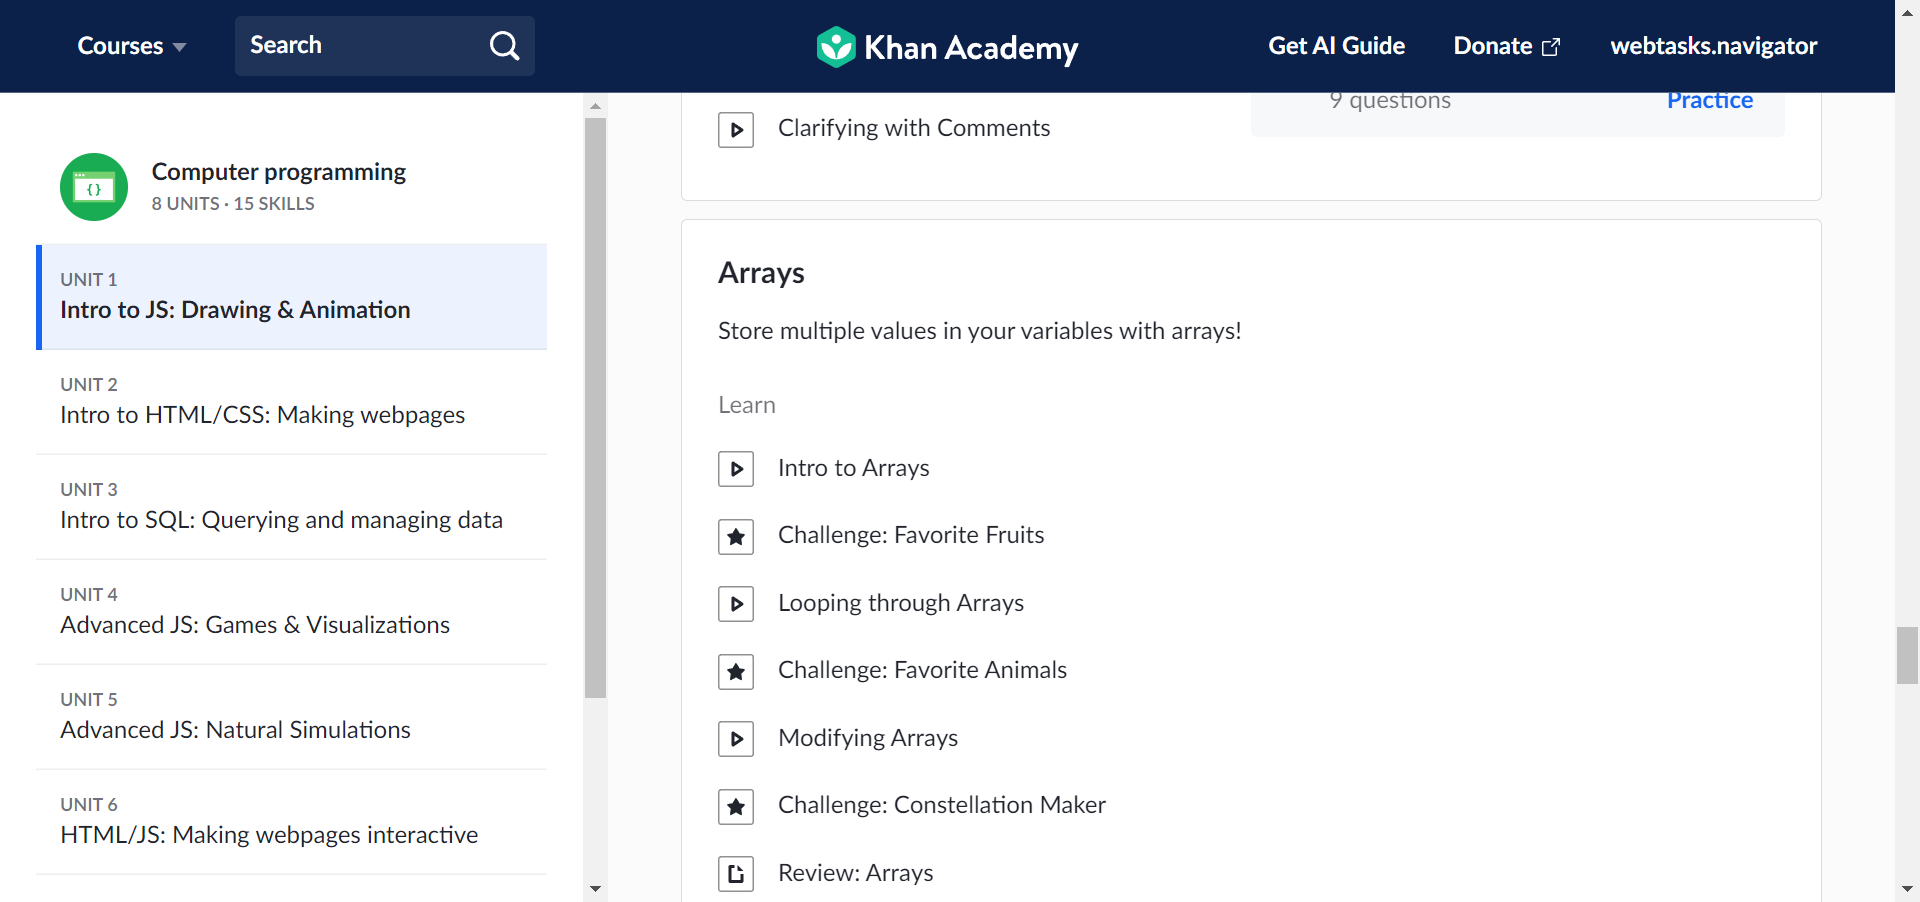 Courses
Search
Khan Academy
Get AI Guide
Donate
webtasks.navigator
Computer programming
8 UNITS · 15 SKILLS
UNIT 1
Intro to JS: Drawing & Animation
UNIT 2
Intro to HTML/CSS: Making webpages
UNIT 3
Intro to SQL: Querying and managing data
UNIT 4
Advanced JS: Games & Visualizations
UNIT 5
Advanced JS: Natural Simulations
UNIT 6
HTML/JS: Making webpages interactive
9 questions
Practice
Clarifying with Comments
Arrays
Store multiple values in your variables with arrays!
Learn
Intro to Arrays
Challenge: Favorite Fruits
Looping through Arrays
Challenge: Favorite Animals
Modifying Arrays
Challenge: Constellation Maker
Review: Arrays